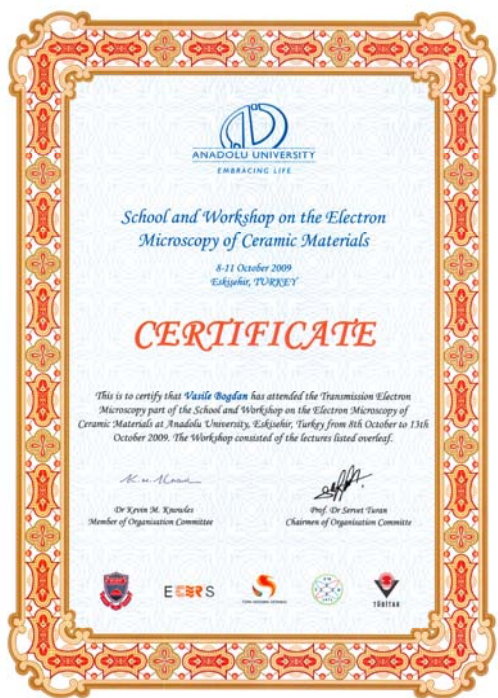 ANADOLU UNIVERSITY
EMBRACING LIFE
School and Workshop on the Electron
Microscopy of Ceramic Materials
8-11 October 2009
Eskişehir, TURKEY
CERTIFICATE
This is to certify that Vasile Bogdan has attended the Transmission Electron
Microscopy part of the School and Workshop on the Electron Microscopy of
Ceramic Materials at Anadolu University, Eskişehir, Turkey from 8th October to 13th
October 2009. The Workshop consisted of the lectures listed overleaf.
Dr Kevin M. Knowles
Member of Organisation Committee
Prof. Dr Servet Turan
Chairmen of Organisation Committe
ECERS
TÜBİTAK